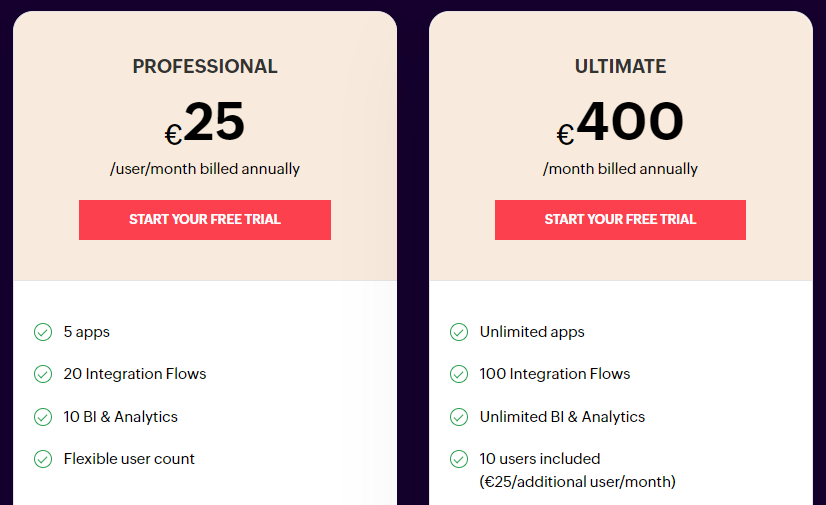 PROFESSIONAL
€25
/user/month billed annually
START YOUR FREE TRIAL
5 apps
20 Integration Flows
10 BI & Analytics
Flexible user count
ULTIMATE
€400
/month billed annually
START YOUR FREE TRIAL
Unlimited apps
100 Integration Flows
Unlimited BI & Analytics
10 users included
(€25/additional user/month)